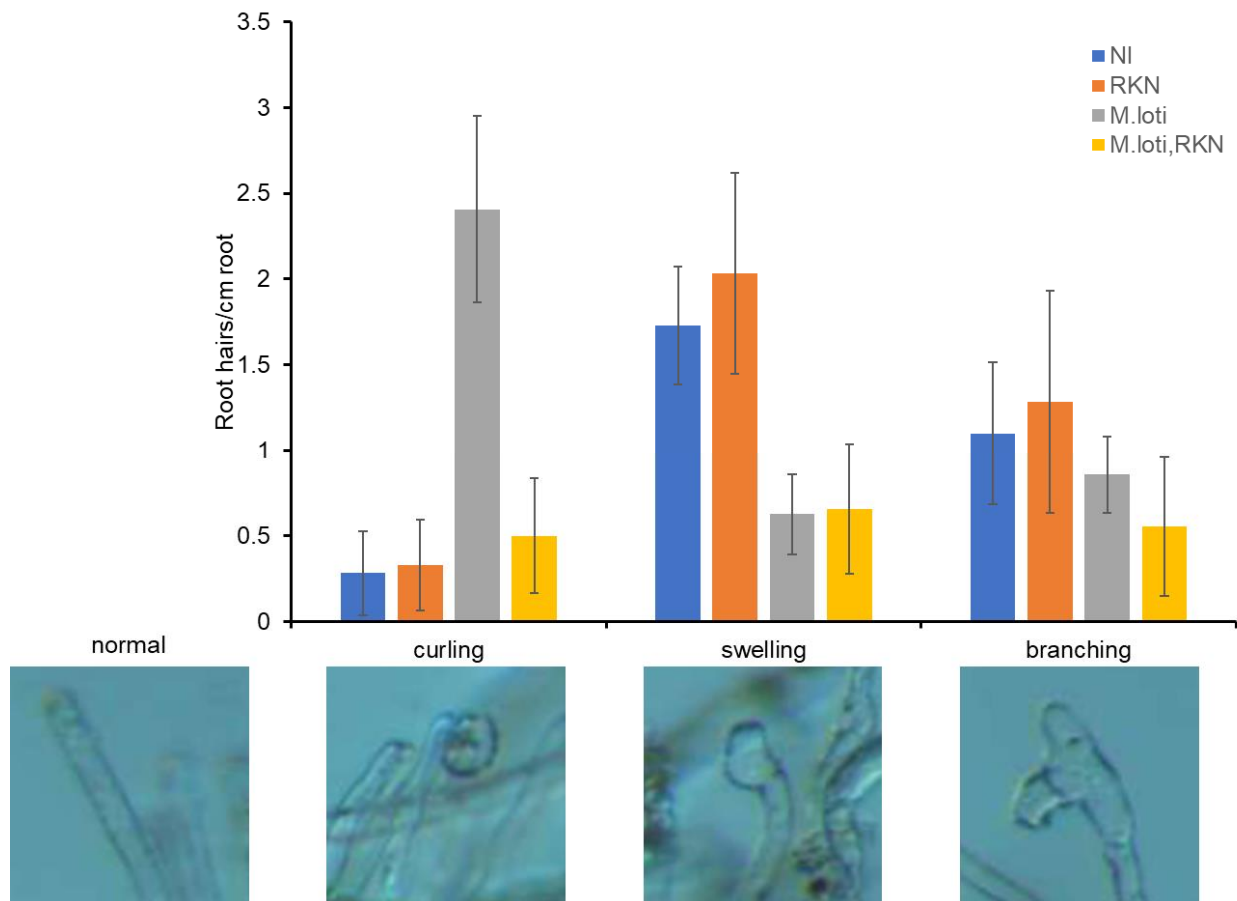 3.5
3
2.5
2
1.5
1
0.5
0
Root hairs/cm root
NI
RKN
M.loti
M.loti,RKN
normal
curling
swelling
branching